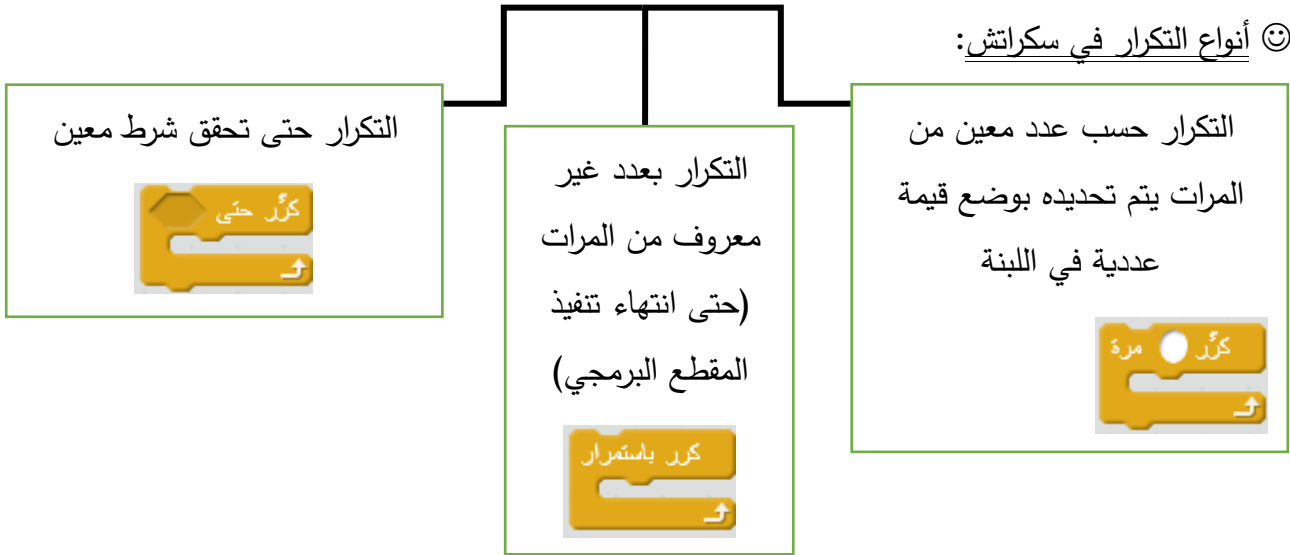 ☺ أنواع التكرار في سكراتش:
التكرار حسب عدد معين من
المرات يتم تحديده بوضع قيمة
عددية في اللبنة
كرِّر مرة
التكرار بعدد غير
معروف من المرات
(حتى انتهاء تنفيذ
المقطع البرمجي)
كرر باستمرار
التكرار حتى تحقق شرط معين
كرِّر حتى